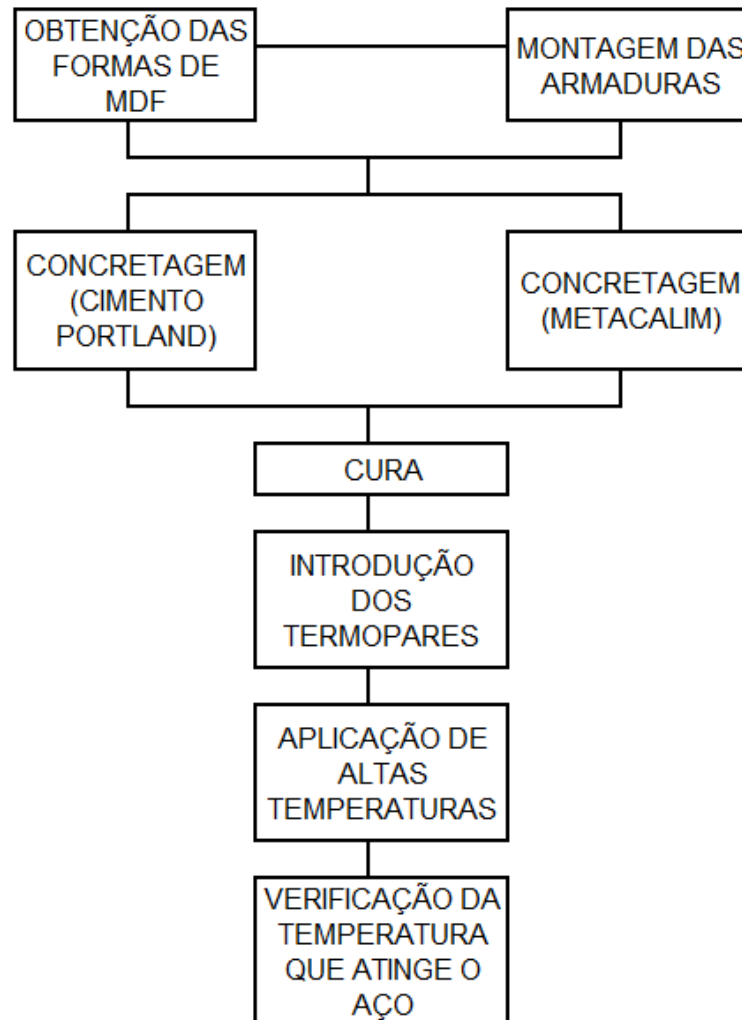 OBTENÇÃO DAS
FORMAS DE
MDF
MONTAGEM DAS
ARMADURAS
CONCRETAGEM
(CIMENTO
PORTLAND)
CONCRETAGEM
(METACALIM)
CURA
INTRODUÇÃO
DOS
TERMOPARES
APLICAÇÃO DE
ALTAS
TEMPERATURAS
VERIFICAÇÃO DA
TEMPERATURA
QUE ATINGE O
AÇO